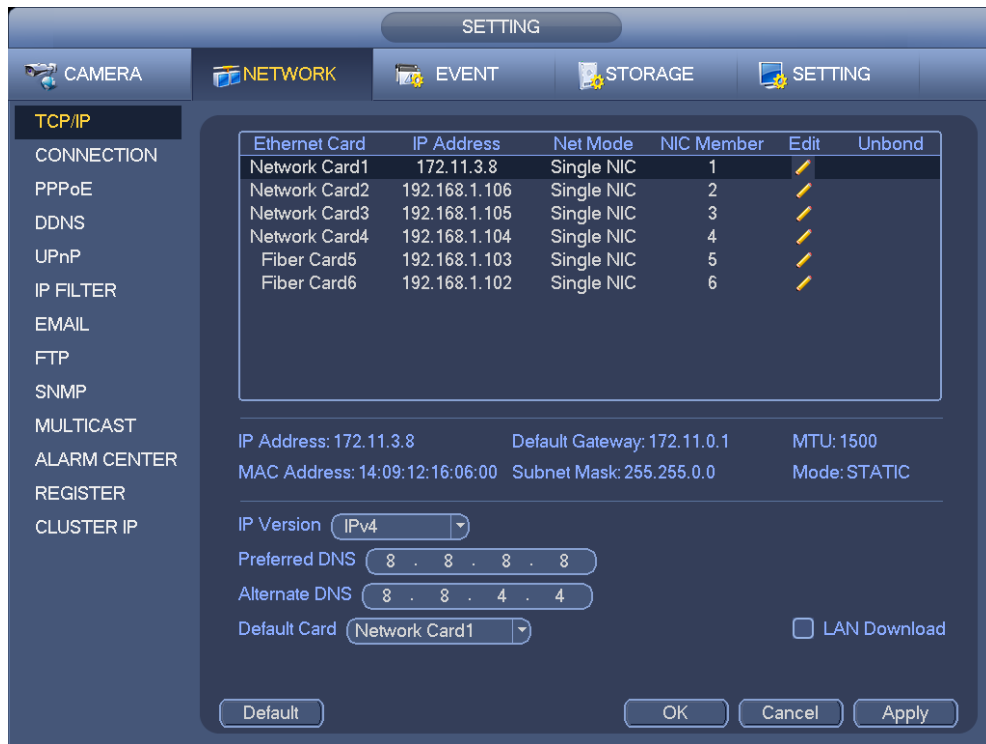 SETTING
CAMERA NETWORK EVENT STORAGE SETTING
TCP/IP
CONNECTION
PPPoE
DDNS
UPnP
IP FILTER
EMAIL
FTP
SNMP
MULTICAST
ALARM CENTER
REGISTER
CLUSTER IP
Ethernet Card IP Address Net Mode NIC Member Edit Unbond
Network Card1 172.11.3.8 Single NIC 1
Network Card2 192.168.1.106 Single NIC 2
Network Card3 192.168.1.105 Single NIC 3
Network Card4 192.168.1.104 Single NIC 4
Fiber Card5 192.168.1.103 Single NIC 5
Fiber Card6 192.168.1.102 Single NIC 6
IP Address: 172.11.3.8 Default Gateway: 172.11.0.1 MTU: 1500
MAC Address: 14:09:12:16:06:00 Subnet Mask: 255.255.0.0 Mode: STATIC
IP Version IPv4
Preferred DNS 8 . 8 . 8 . 8
Alternate DNS 8 . 8 . 4 . 4
Default Card Network Card1 LAN Download
Default OK Cancel Apply